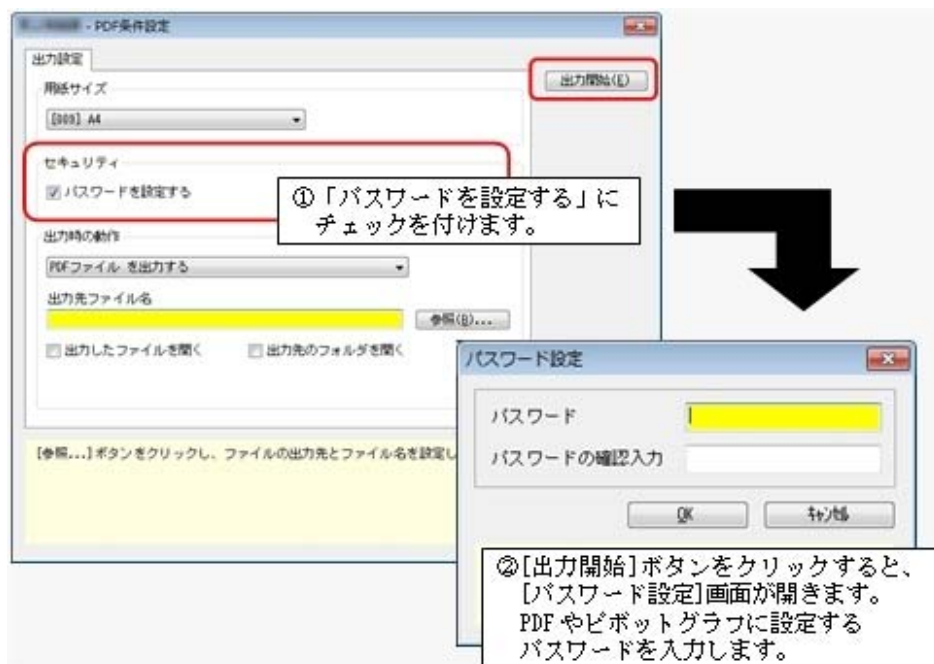 - PDF条件設定
出力設定
出力開始(E)
用紙サイズ
[009] A4
セキュリティ
パスワードを設定する
①「パスワードを設定する」に
チェックを付けます。
出力時の動作
PDFファイル を出力する
出力先ファイル名
参照(B)...
出力したファイルを開く
出力先のフォルダを開く
[参照...]ボタンをクリックし、ファイルの出力先とファイル名を設定し
パスワード設定
パスワード
パスワードの確認入力
OK
キャンセル
②[出力開始]ボタンをクリックすると、
[パスワード設定]画面が開きます。
PDFやピボットグラフに設定する
パスワードを入力します。